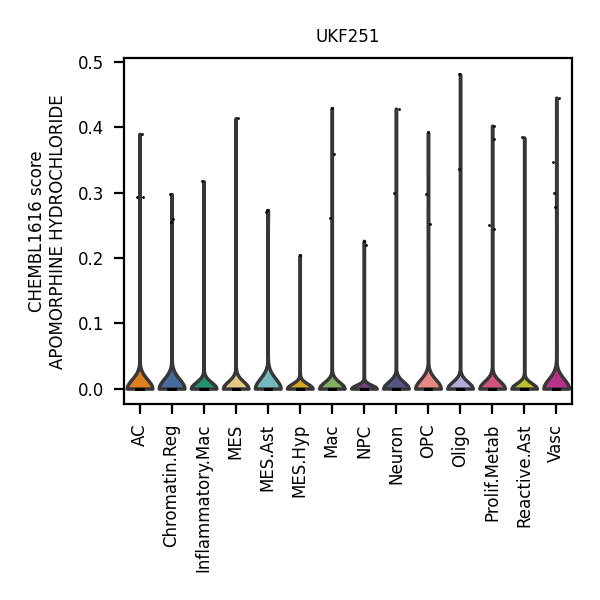 UKF251
CHEMBL1616 score
APOMORPHINE HYDROCHLORIDE
0.5
0.4
0.3
0.2
0.1
0.0
AC
Chromatin.Reg
Inflammatory.Mac
MES
MES.Ast
MES.Hyp
Mac
NPC
Neuron
OPC
Oligo
Prolif.Metab
Reactive.Ast
Vasc